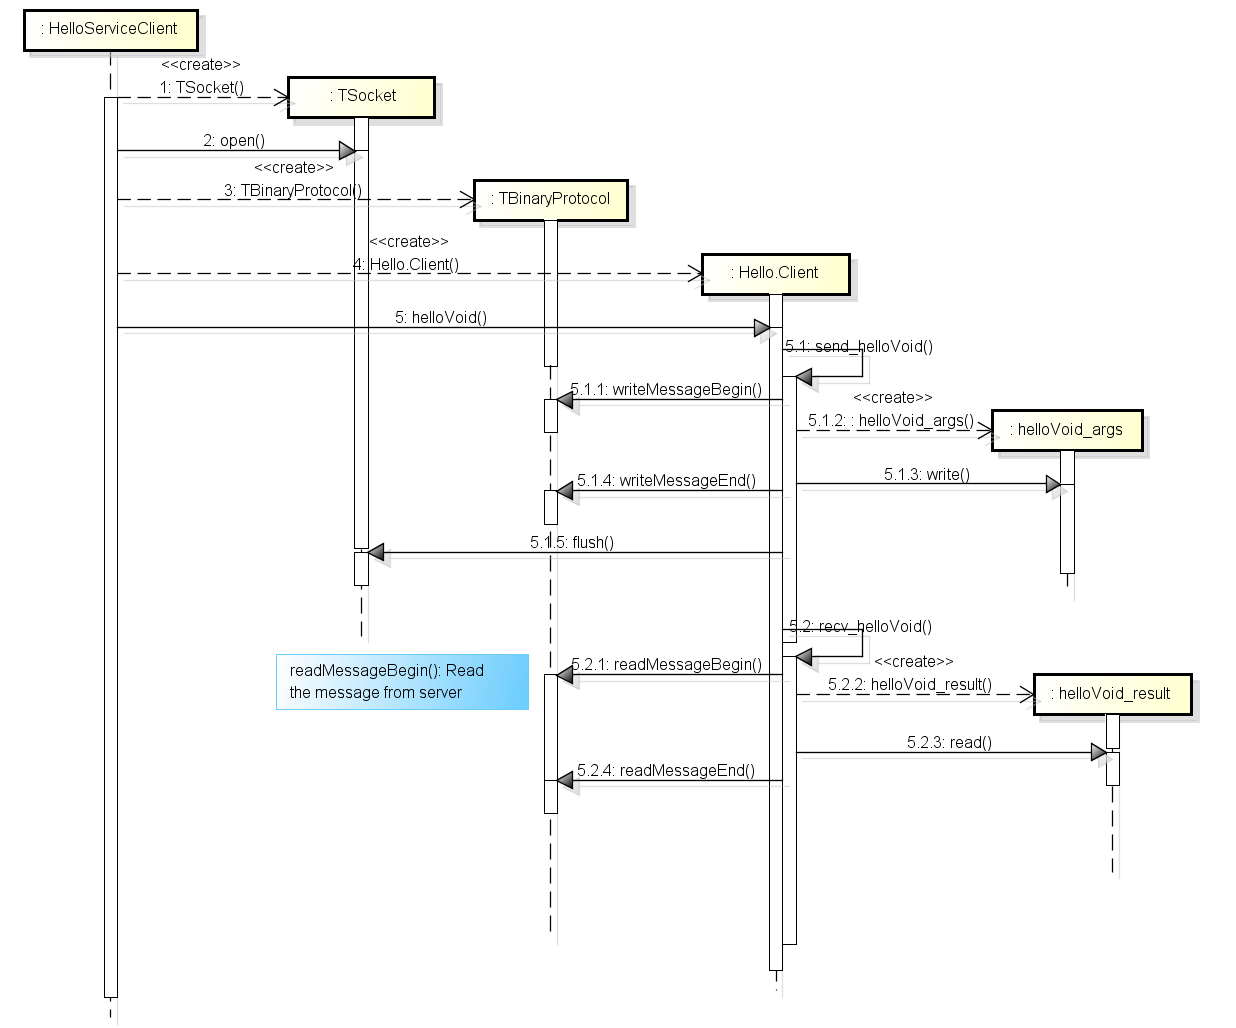 : HelloServiceClient
<<create>>
1: TSocket()
: TSocket
2: open()
<<create>>
3: TBinaryProtocol()
: TBinaryProtocol
<<create>>
4: Hello.Client()
: Hello.Client
5: helloVoid()
5.1: send_helloVoid()
5.1.1: writeMessageBegin()
<<create>>
5.1.2: : helloVoid_args()
: helloVoid_args
5.1.3: write()
5.1.4: writeMessageEnd()
5.1.5: flush()
5.2: recv_helloVoid()
readMessageBegin(): Read
the message from server
5.2.1: readMessageBegin()
<<create>>
5.2.2: helloVoid_result()
: helloVoid_result
5.2.3: read()
5.2.4: readMessageEnd()